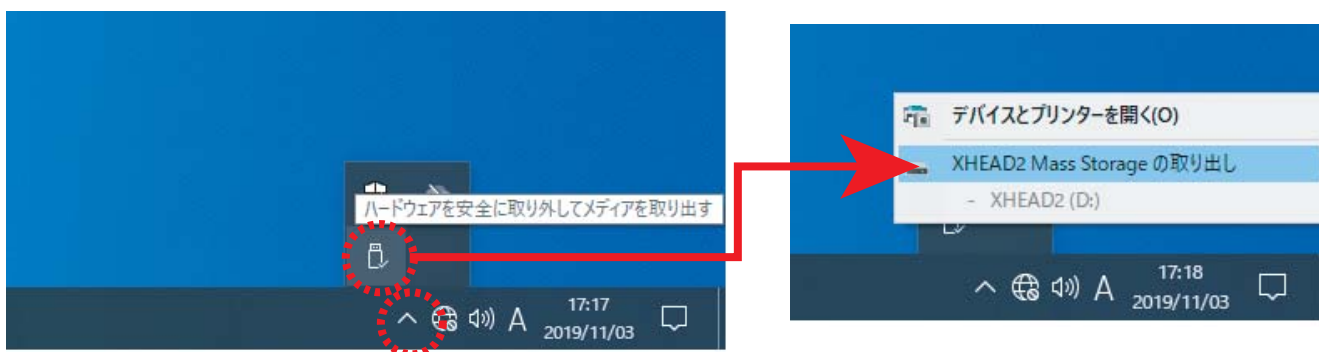 ハードウェアを安全に取り外してメディアを取り出す
A
17:17
2019/11/03
デバイスとプリンターを開く(O)
XHEAD2 Mass Storage の取り出し
- XHEAD2 (D:)
A
17:18
2019/11/03